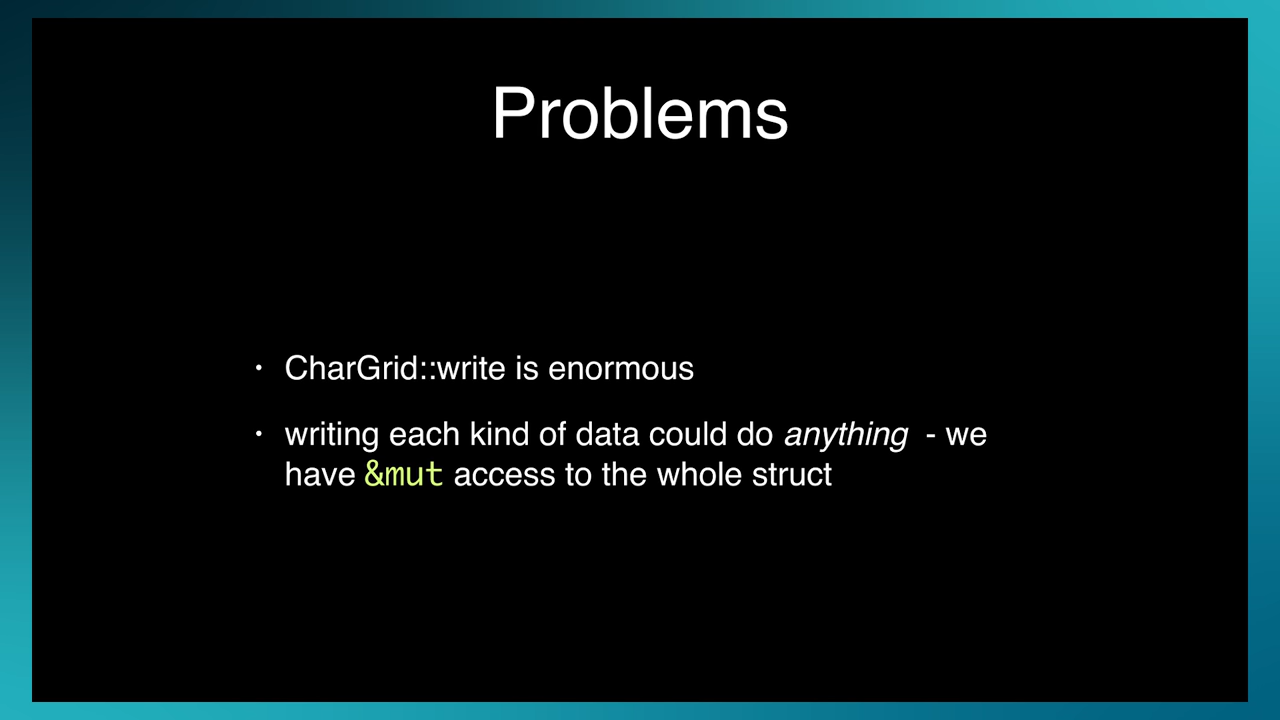 Problems
• CharGrid::write is enormous
• writing each kind of data could do anything - we
have &mut access to the whole struct